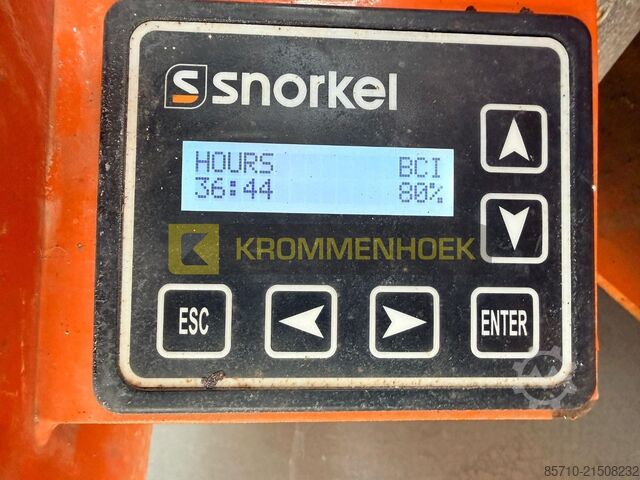 S snorkel
HOURS BCI
36:44 80%
KROMMENHOEK
ESC
ENTER
85710-21508232